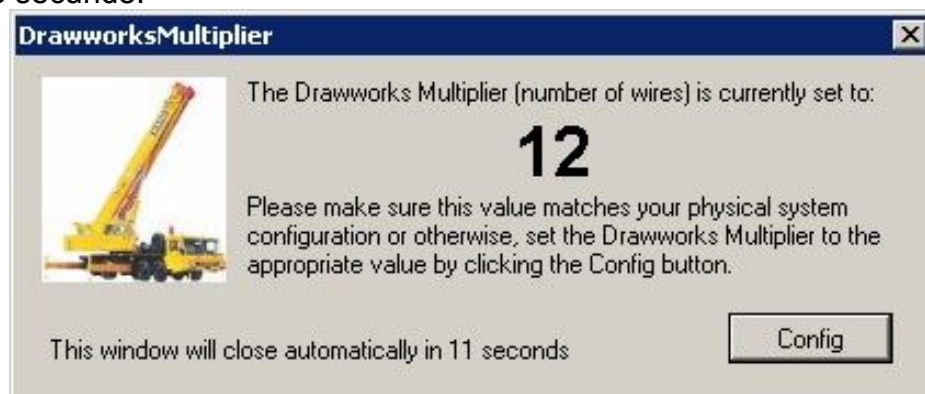 DrawworksMultiplier
The Drawworks Multiplier (number of wires) is currently set to:
12
Please make sure this value matches your physical system
configuration or otherwise, set the Drawworks Multiplier to the
appropriate value by clicking the Config button.
This window will close automatically in 11 seconds
Config